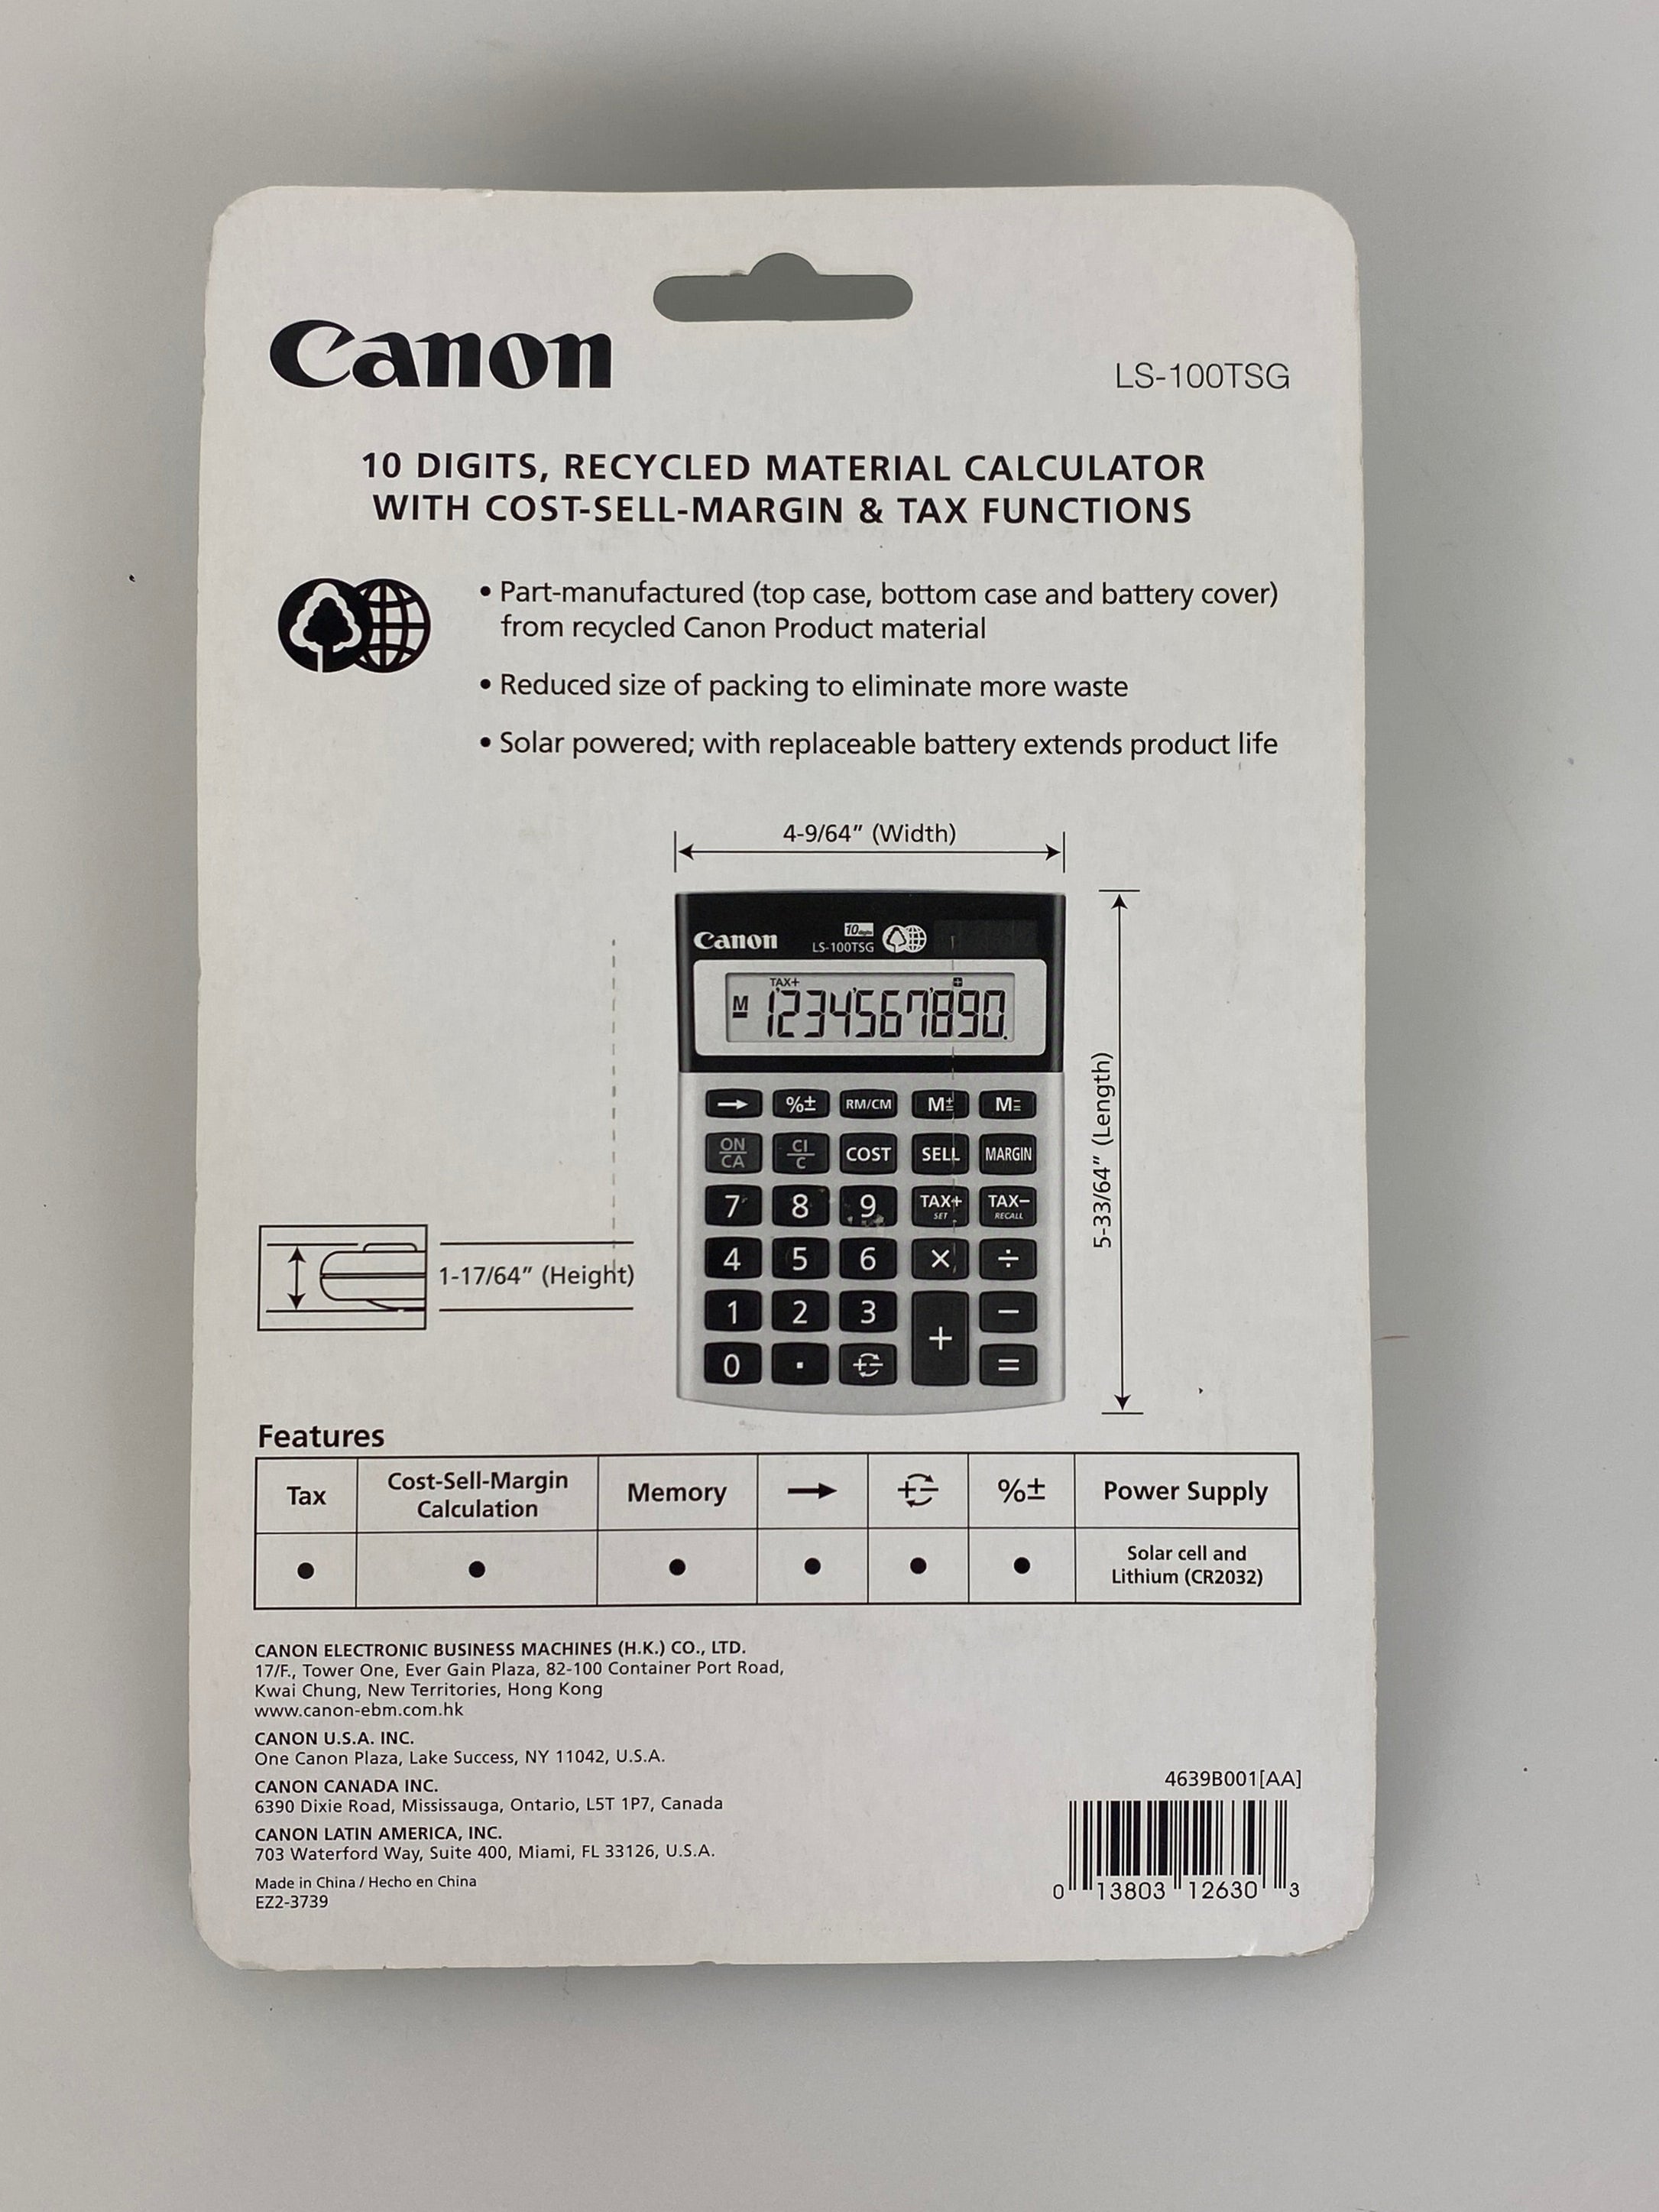 Canon
LS-100TSG
10 DIGITS, RECYCLED MATERIAL CALCULATOR
WITH COST-SELL-MARGIN & TAX FUNCTIONS
• Part-manufactured (top case, bottom case and battery cover)
from recycled Canon Product material
• Reduced size of packing to eliminate more waste
• Solar powered; with replaceable battery extends product life
4-9/64” (Width)
Canon
10 digits
LS-100TSG
TAX+
M 1'234'567'890.
5-33/64” (Length)
→ %± RM/CM M± M=
ON/CA CI/C COST SELL MARGIN
7 8 9 TAX+ SET TAX− RECALL
4 5 6 × ÷
1 2 3 + −
0 . +− =
1-17/64” (Height)
Features
Tax Cost-Sell-Margin Calculation Memory → +− %± Power Supply
• • • • • • Solar cell and
Lithium (CR2032)
CANON ELECTRONIC BUSINESS MACHINES (H.K.) CO., LTD.
17/F., Tower One, Ever Gain Plaza, 82-100 Container Port Road,
Kwai Chung, New Territories, Hong Kong
www.canon-ebm.com.hk
CANON U.S.A. INC.
One Canon Plaza, Lake Success, NY 11042, U.S.A.
CANON CANADA INC.
6390 Dixie Road, Mississauga, Ontario, L5T 1P7, Canada
CANON LATIN AMERICA, INC.
703 Waterford Way, Suite 400, Miami, FL 33126, U.S.A.
Made in China / Hecho en China
EZ2-3739
4639B001[AA]
0 13803 12630 3